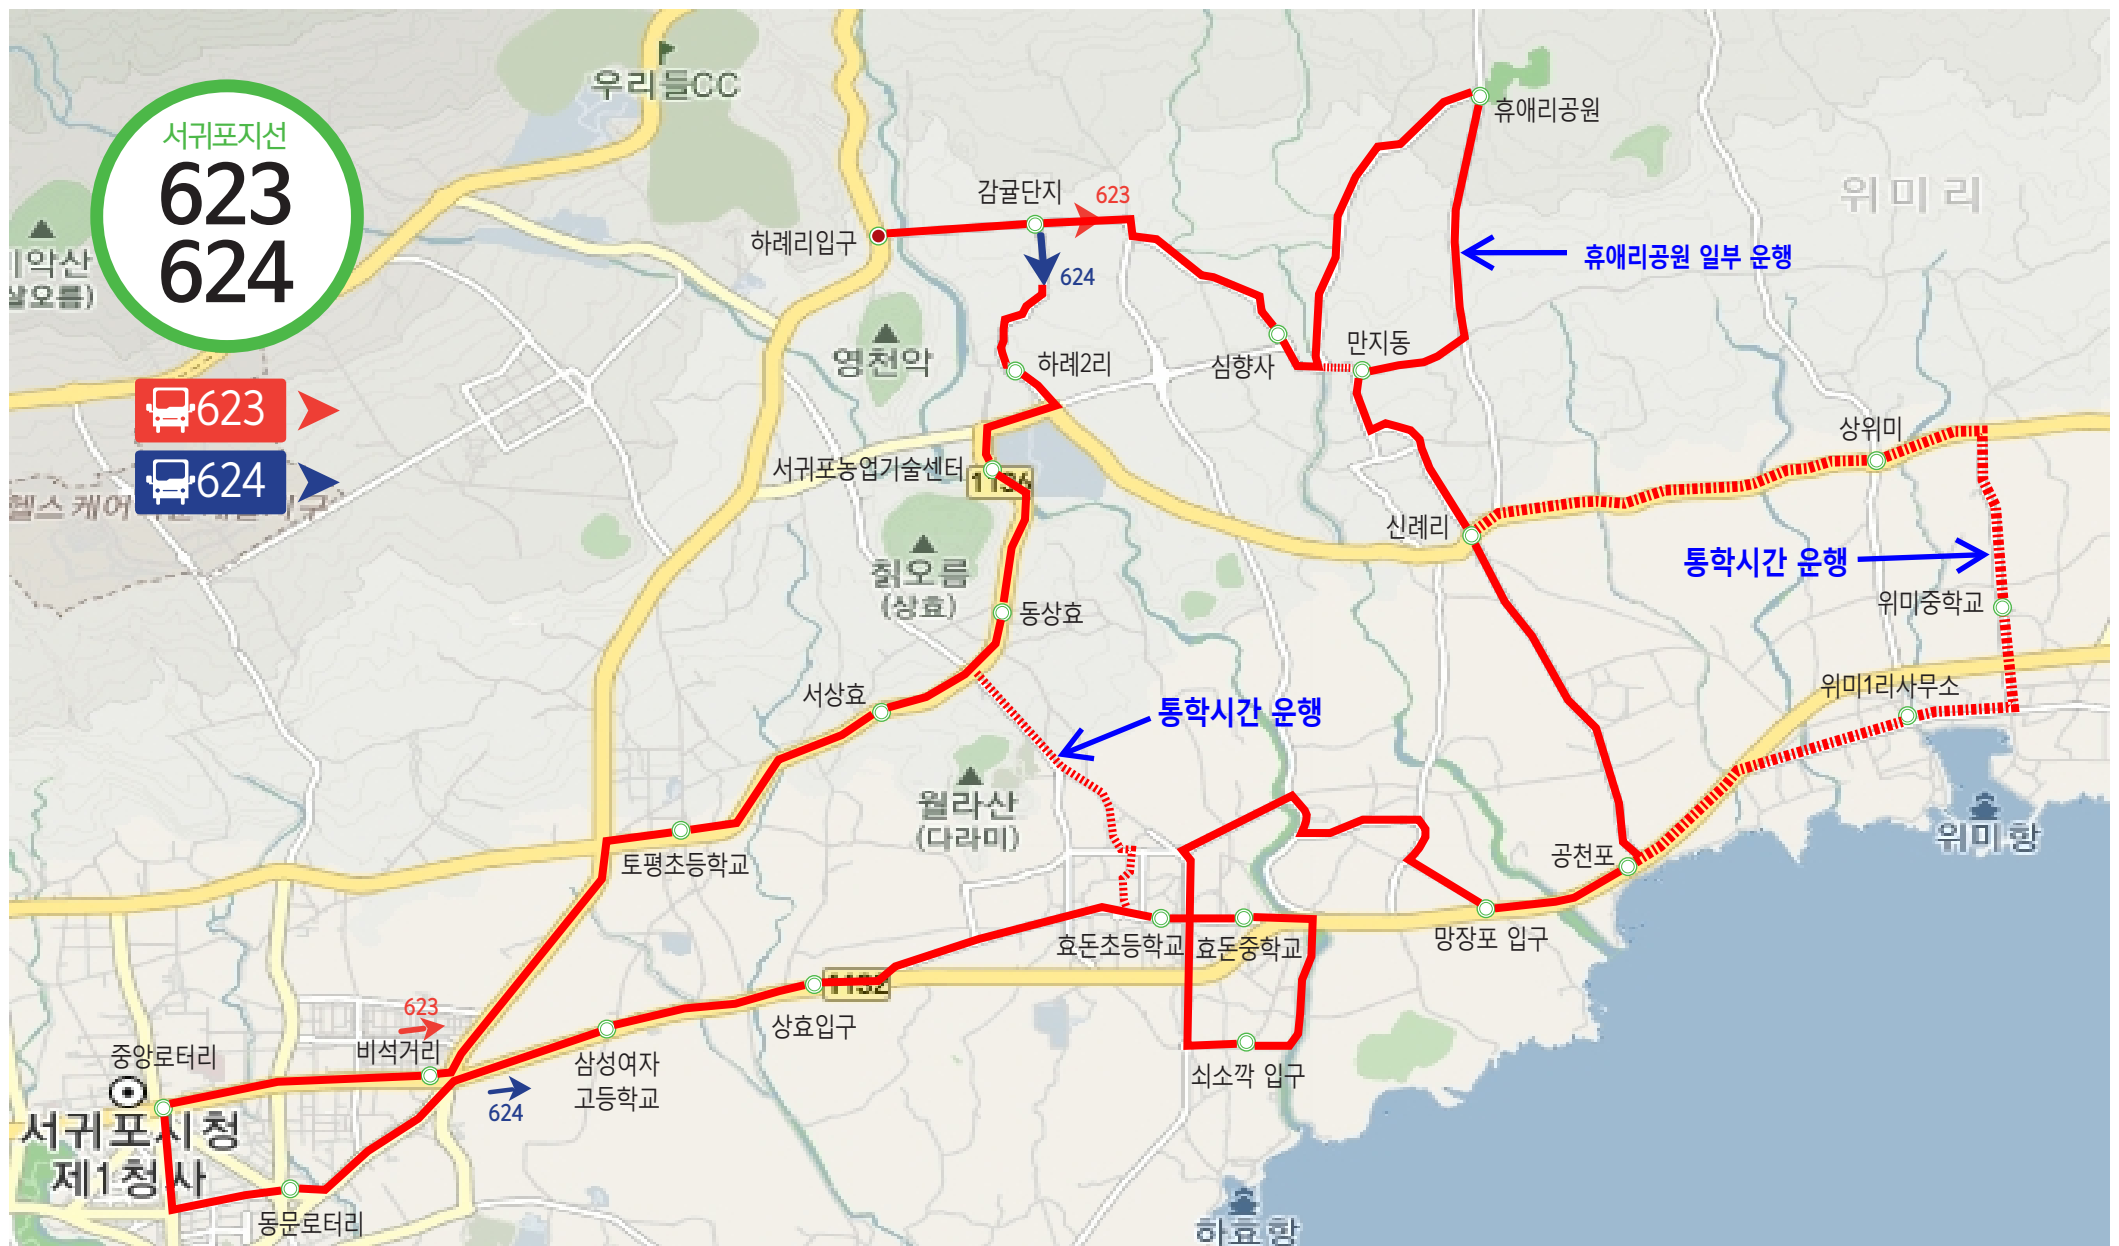 우리들CC
휴애리공원
서귀포지선
623
624
감귤단지
623
위미리
하례리입구
휴애리공원 일부 운행
624
영천악
하례2리
심향사
만지동
623
624
상위미
서귀포농업기술센터
1136
헬스케어
신례리
통학시간 운행
칡오름
(상효)
동상효
위미중학교
서상효
위미1리사무소
통학시간 운행
월라산
(다라미)
위미항
토평초등학교
공천포
효돈초등학교
효돈중학교
망장포 입구
1132
623
상효입구
비석거리
중앙로터리
삼성여자
고등학교
쇠소깍 입구
624
서귀포시청
제1청사
동문로터리
하효항